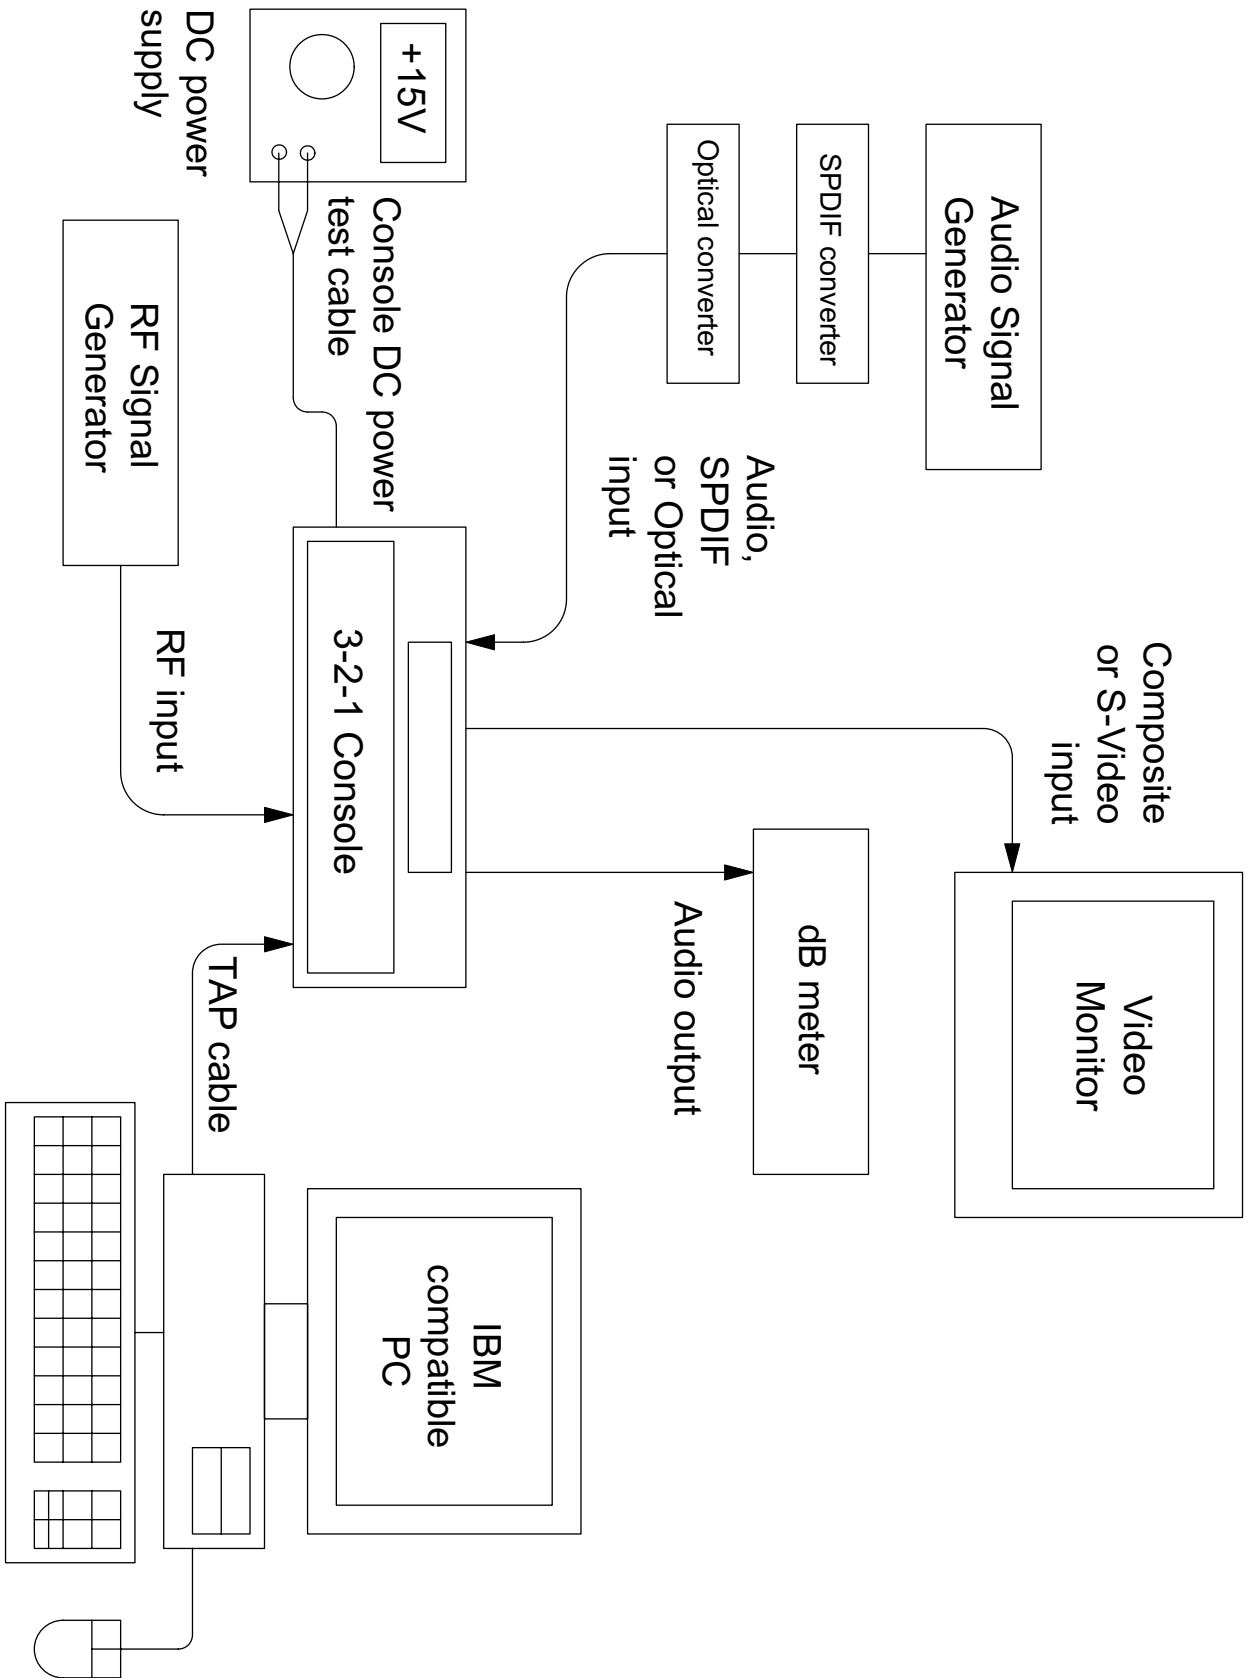 Composite
or S-Video
input
Video
Monitor
Audio Signal
Generator
SPDIF converter
Optical converter
Audio,
SPDIF
or Optical
input
dB meter
Audio output
+15V
DC power
supply
Console DC power
test cable
3-2-1 Console
IBM
compatible
PC
RF Signal
Generator
RF input
TAP cable